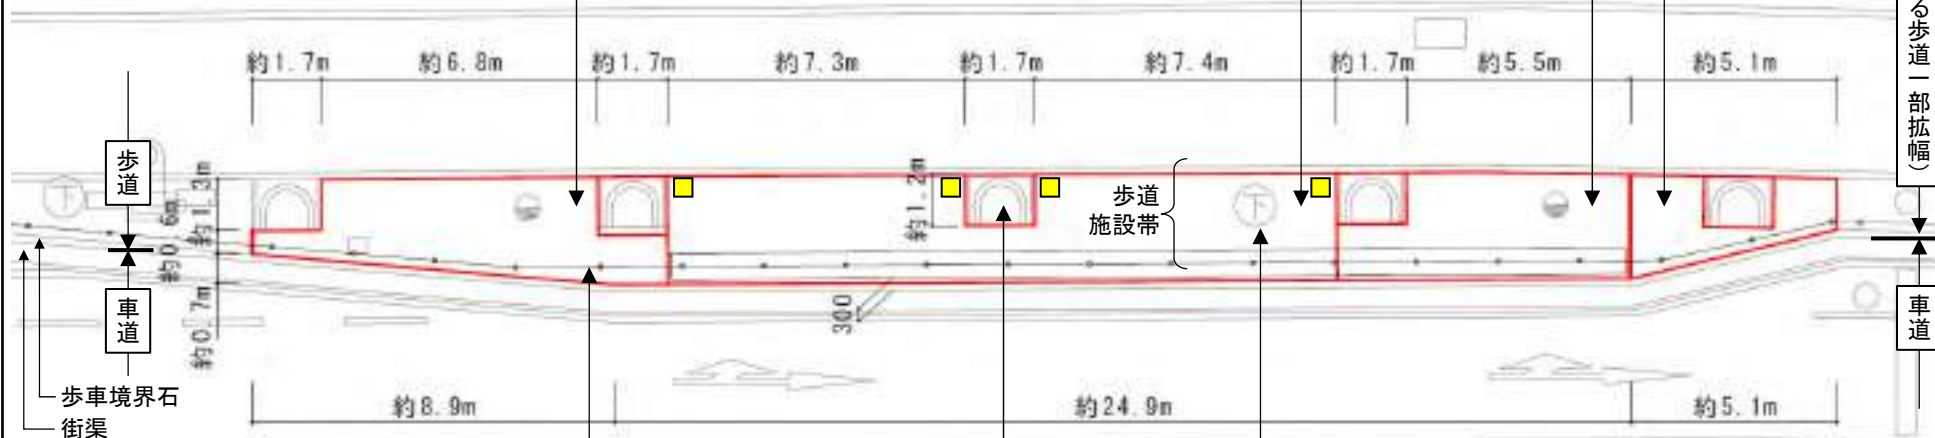 る歩道一部拡幅）
約1.7m
約6.8m
約1.7m
約7.3m
約1.7m
約7.4m
約1.7m
約5.5m
約5.1m
歩道
約1.3m
約0.6m
約0.7m
下
約1.2m
歩道
施設帯
下
車道
300
車道
歩車境界石
街渠
約8.9m
約24.9m
約5.1m